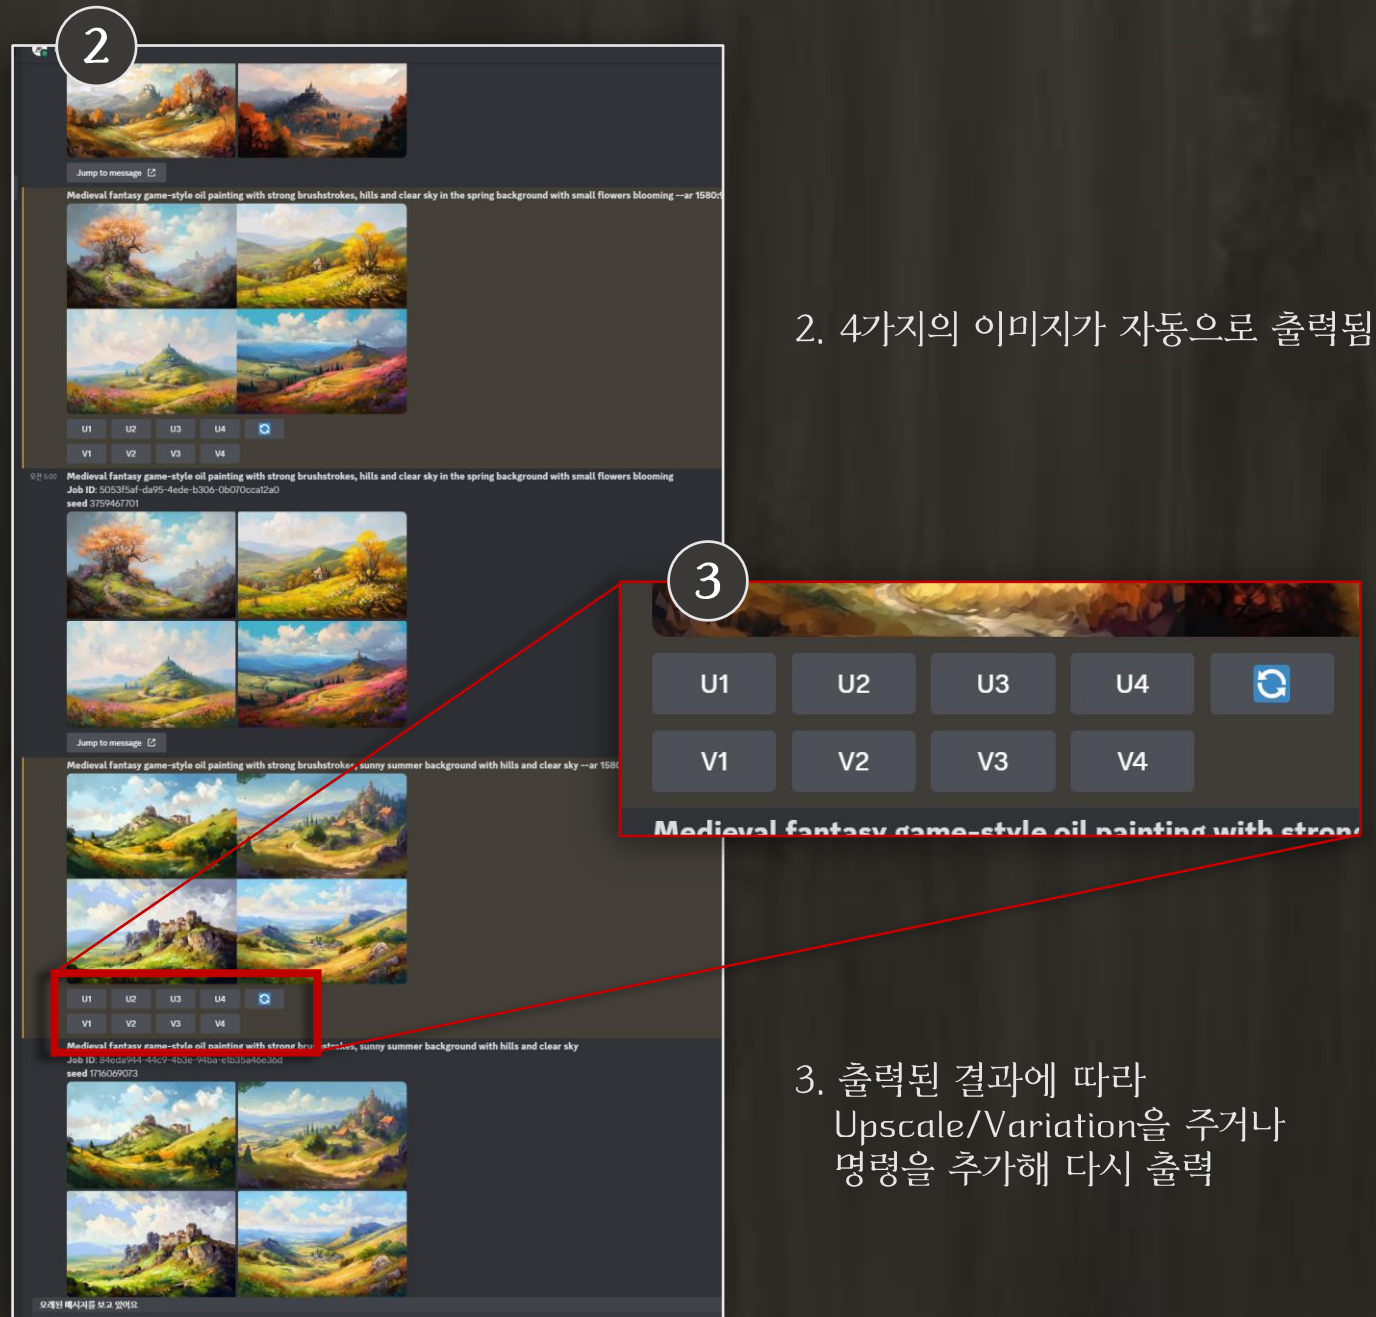 2
Jump to message
Medieval fantasy game-style oil painting with strong brushstrokes, hills and clear sky in the spring background with small flowers blooming --ar 1580:9
U1 U2 U3 U4
V1 V2 V3 V4
오전 5:00 Medieval fantasy game-style oil painting with strong brushstrokes, hills and clear sky in the spring background with small flowers blooming
Job ID: 5053f5af-da95-4ede-b306-0b070cca12a0
seed 3759467701
Jump to message
Medieval fantasy game-style oil painting with strong brushstrokes, sunny summer background with hills and clear sky --ar 1580
U1 U2 U3 U4
V1 V2 V3 V4
Medieval fantasy game-style oil painting with strong brushstrokes, sunny summer background with hills and clear sky
Job ID: 84eda944-44c9-4b3e-94ba-e1b35a46e36d
seed 1716069073
오래된 메시지를 보고 있어요
2. 4가지의 이미지가 자동으로 출력됨
3
U1 U2 U3 U4
V1 V2 V3 V4
Medieval fantasy game-style oil painting with strong
3. 출력된 결과에 따라
Upscale/Variation을 주거나
명령을 추가해 다시 출력